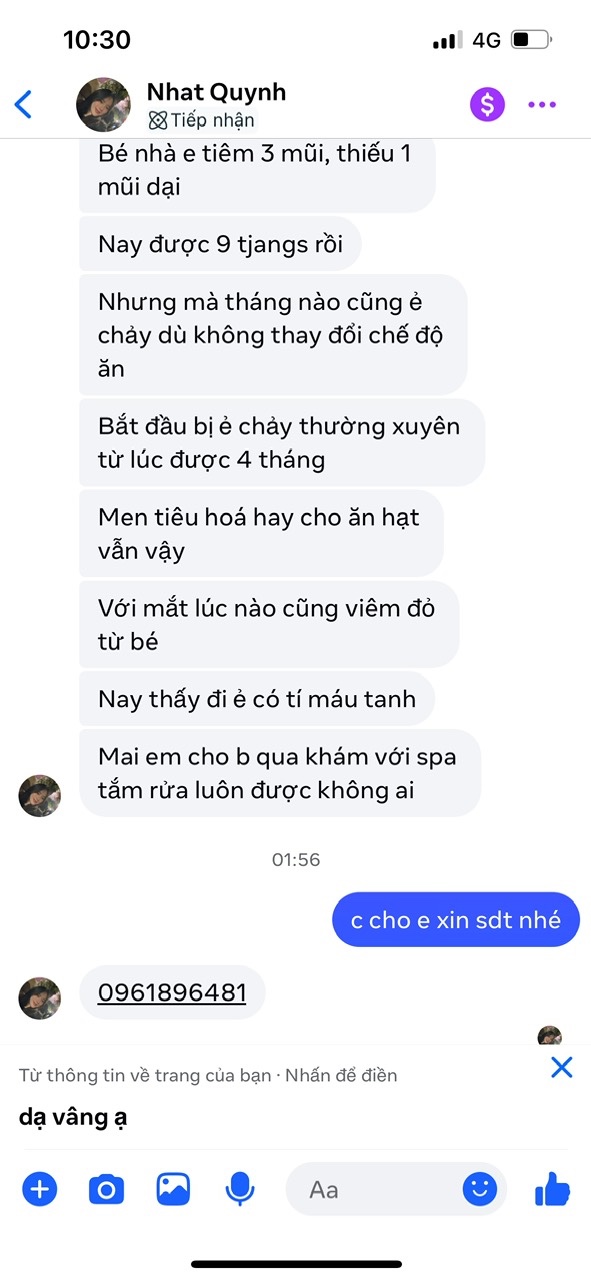 10:30
4G
Nhat Quynh
Tiếp nhận
Bé nhà e tiêm 3 mũi, thiếu 1
mũi dại
Nay được 9 tjangs rồi
Nhưng mà tháng nào cũng ẻ
chảy dù không thay đổi chế độ
ăn
Bắt đầu bị ẻ chảy thường xuyên
từ lúc được 4 tháng
Men tiêu hoá hay cho ăn hạt
vẫn vậy
Với mắt lúc nào cũng viêm đỏ
từ bé
Nay thấy đi ẻ có tí máu tanh
Mai em cho b qua khám với spa
tắm rửa luôn được không ai
01:56
c cho e xin sdt nhé
0961896481
Từ thông tin về trang của bạn · Nhấn để điền
dạ vâng ạ
Aa